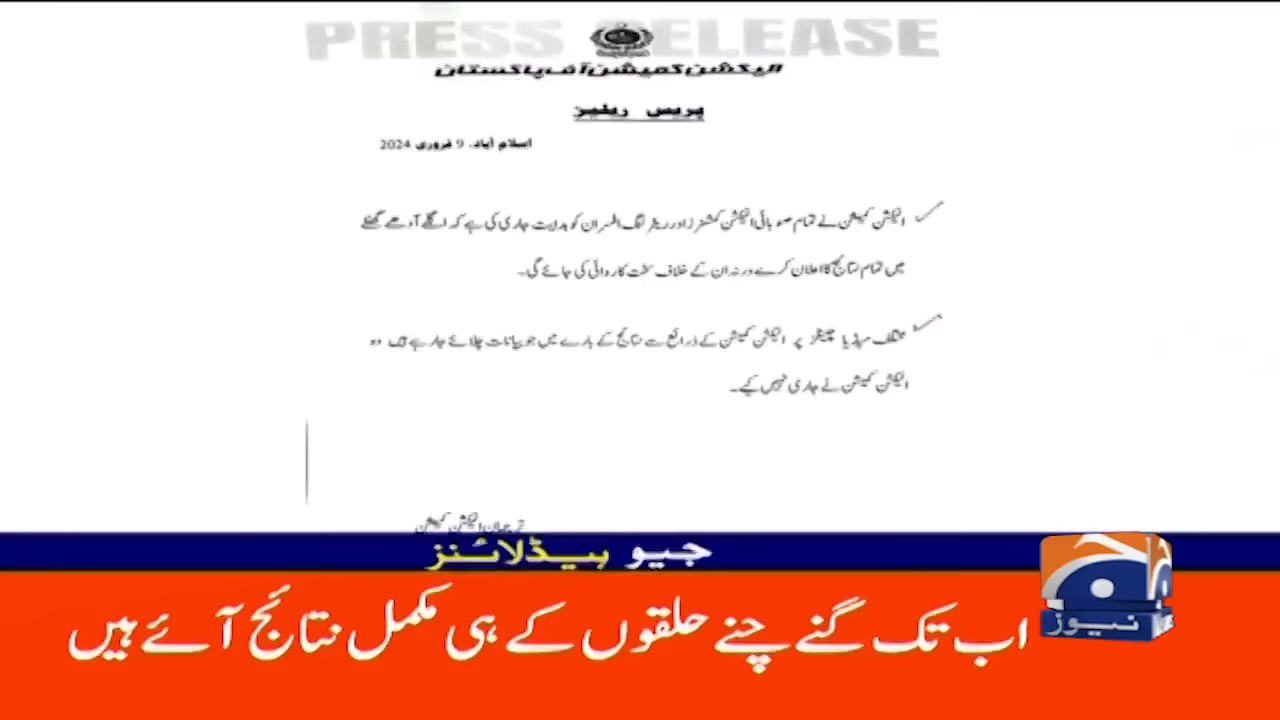 PRESS RELEASE
الیکشن کمیشن آف پاکستان
پریس ریلیز
اسلام آباد، 9 فروری 2024
الیکشن کمیشن نے تمام صوبائی الیکشن کمشنرز اور ریٹرننگ افسران کو ہدایت جاری کی ہے کہ اگلے آدھے گھنٹے
میں تمام نتائج کا اعلان کرے ورنہ ان کے خلاف سخت کاروائی کی جائے گی۔
مختلف میڈیا چینلز پر الیکشن کمیشن کے ذرائع سے نتائج کے بارے میں جو بیانات چلائے جارہے ہیں وہ
الیکشن کمیشن نے جاری نہیں کیے۔
ترجمان الیکشن کمیشن
جیو ہیڈلائنز
اب تک گنے چنے حلقوں کے ہی مکمل نتائج آئے ہیں
نیوز